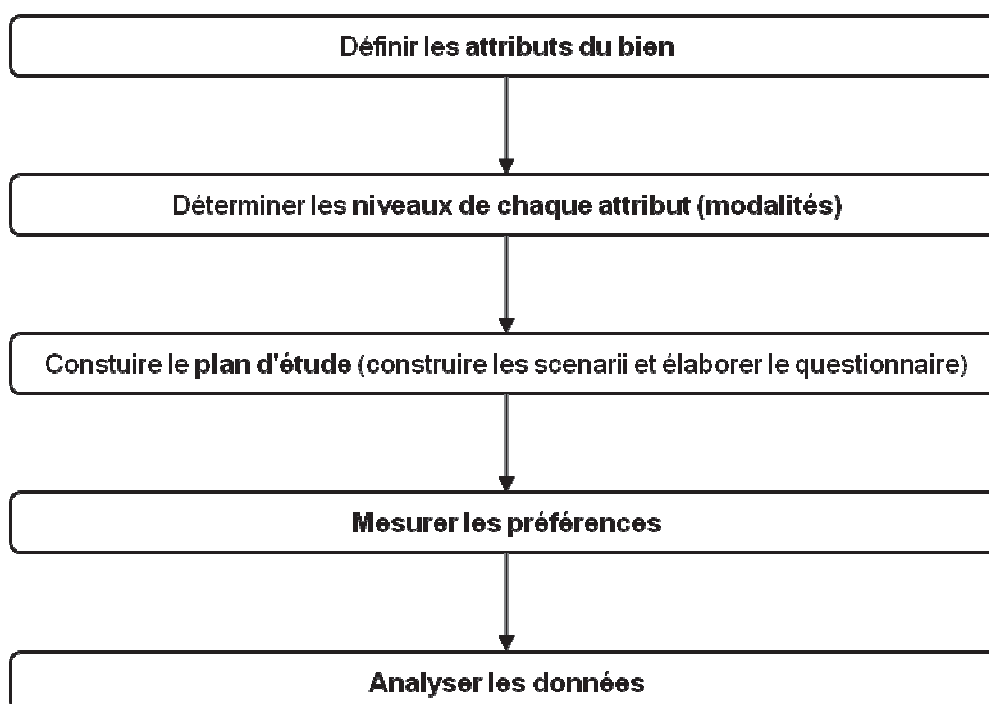 Définir les attributs du bien
Déterminer les niveaux de chaque attribut (modalités)
Constuire le plan d'étude (construire les scenarii et élaborer le questionnaire)
Mesurer les préférences
Analyser les données